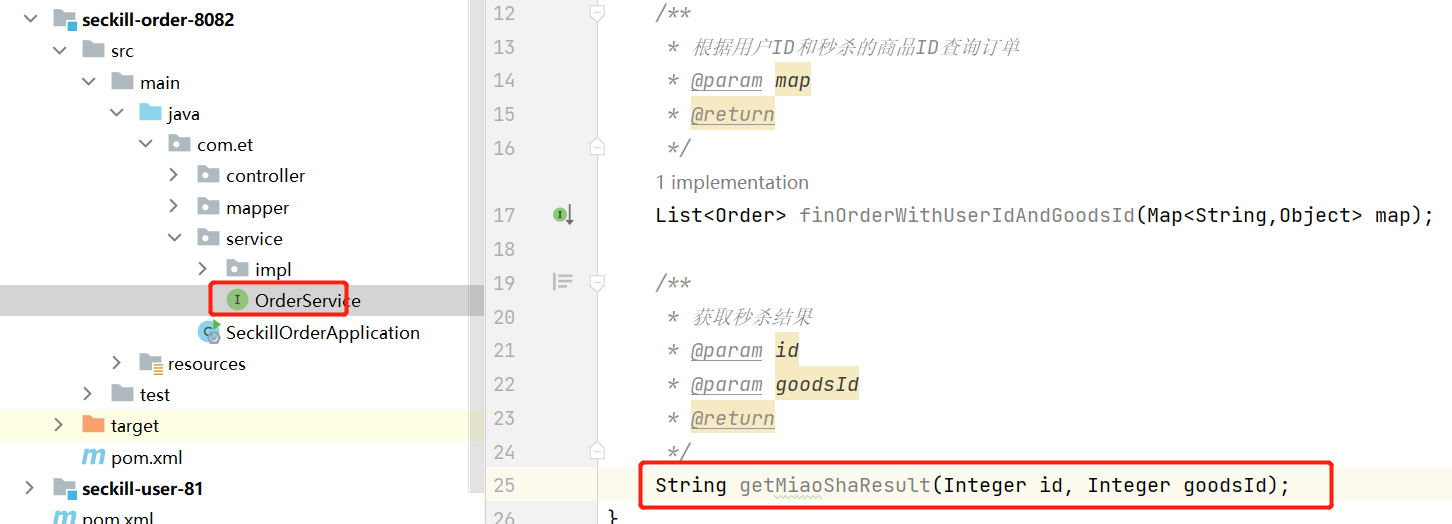 seckill-order-8082
src
main
java
com.et
controller
mapper
service
impl
OrderService
SeckillOrderApplication
resources
test
target
pom.xml
seckill-user-81
pom.xml
12 /**
13 * 根据用户ID和秒杀的商品ID查询订单
14 * @param map
15 * @return
16 */
1 implementation
17 List<Order> finOrderWithUserIdAndGoodsId(Map<String,Object> map);
18
19 /**
20 * 获取秒杀结果
21 * @param id
22 * @param goodsId
23 * @return
24 */
25 String getMiaoShaResult(Integer id, Integer goodsId);
26 }